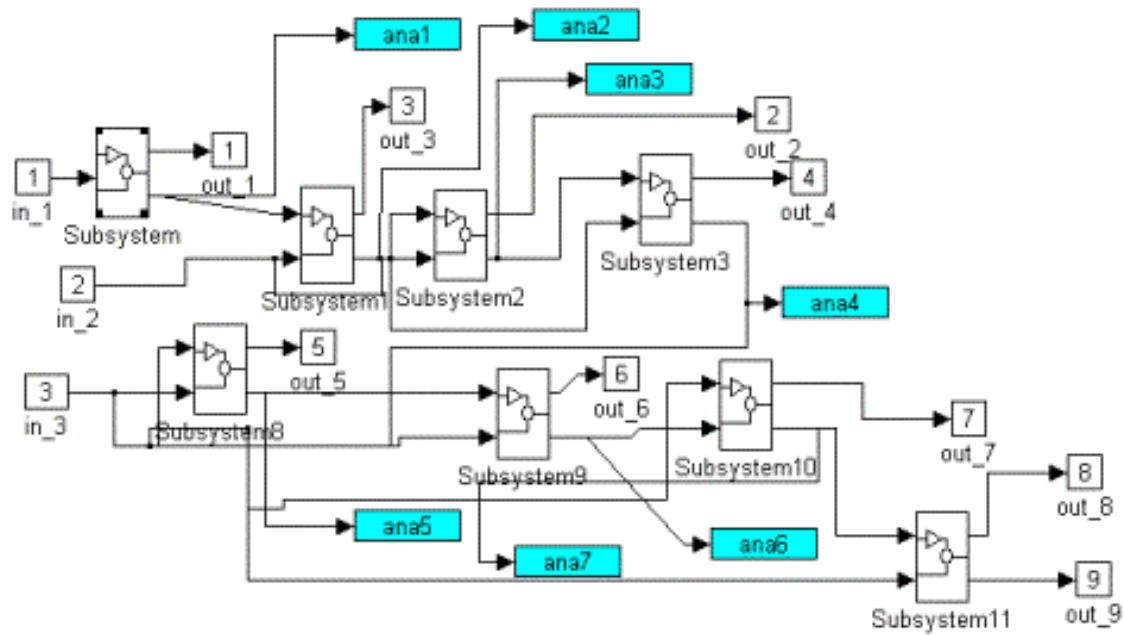 ana1
ana2
ana3
3
out_3
2
out_2
1
out_1
1
in_1
Subsystem
4
out_4
Subsystem3
2
in_2
Subsystem1
Subsystem2
ana4
5
out_5
3
in_3
Subsystem8
6
out_6
7
out_7
Subsystem9
Subsystem10
8
out_8
ana5
ana6
ana7
9
out_9
Subsystem11